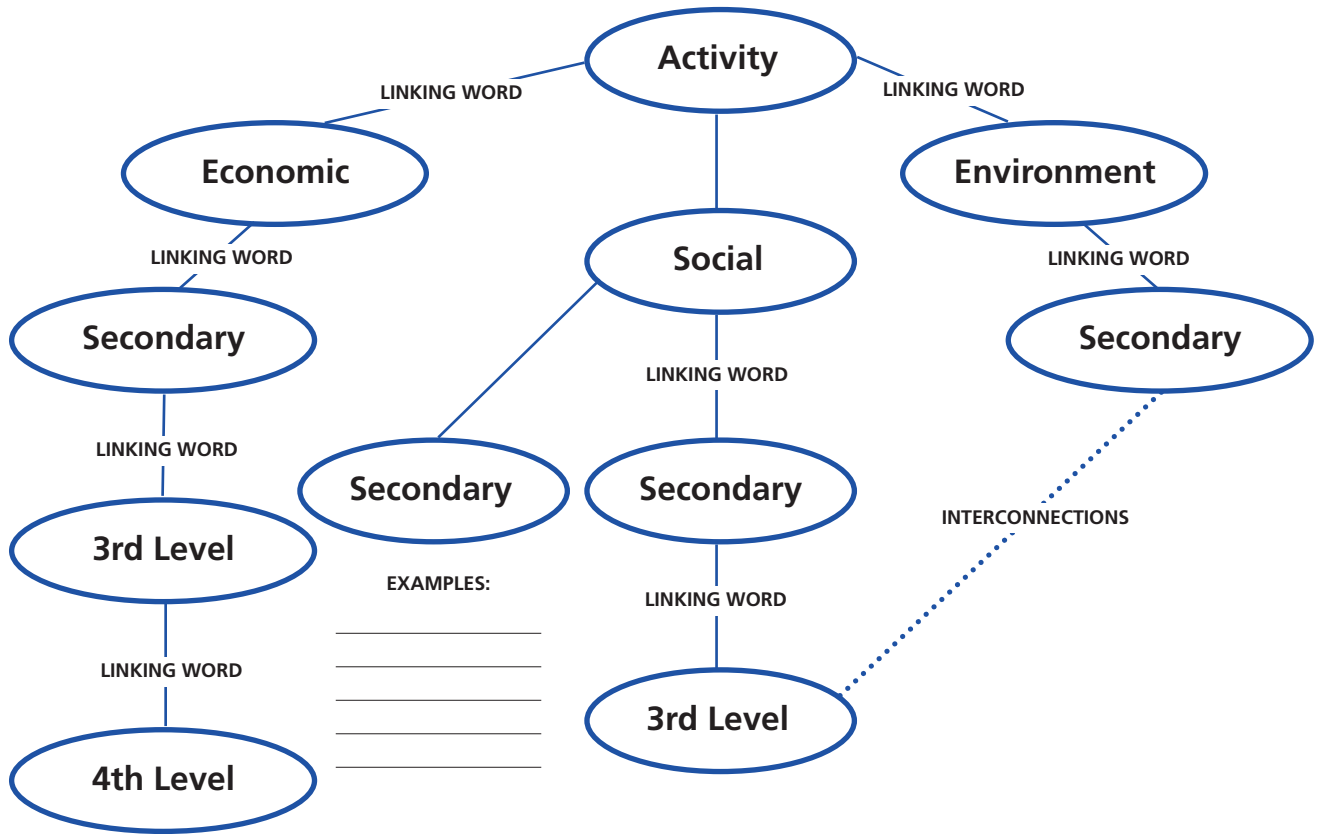 Activity
LINKING WORD
LINKING WORD
Economic
Environment
Social
LINKING WORD
LINKING WORD
Secondary
Secondary
LINKING WORD
LINKING WORD
Secondary
Secondary
INTERCONNECTIONS
3rd Level
EXAMPLES:
LINKING WORD
LINKING WORD
3rd Level
4th Level